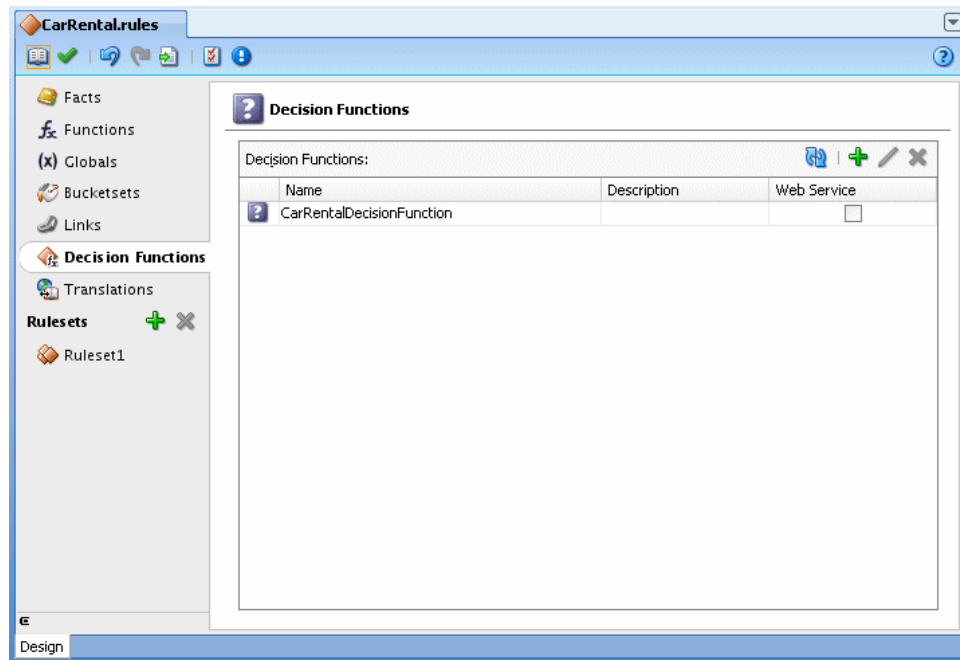 CarRental.rules
Facts
Functions
(x) Globals
Bucketsets
Links
Decision Functions
Translations
Rulesets
Ruleset1
Decision Functions
Decision Functions:
Name Description Web Service
CarRentalDecisionFunction
Design